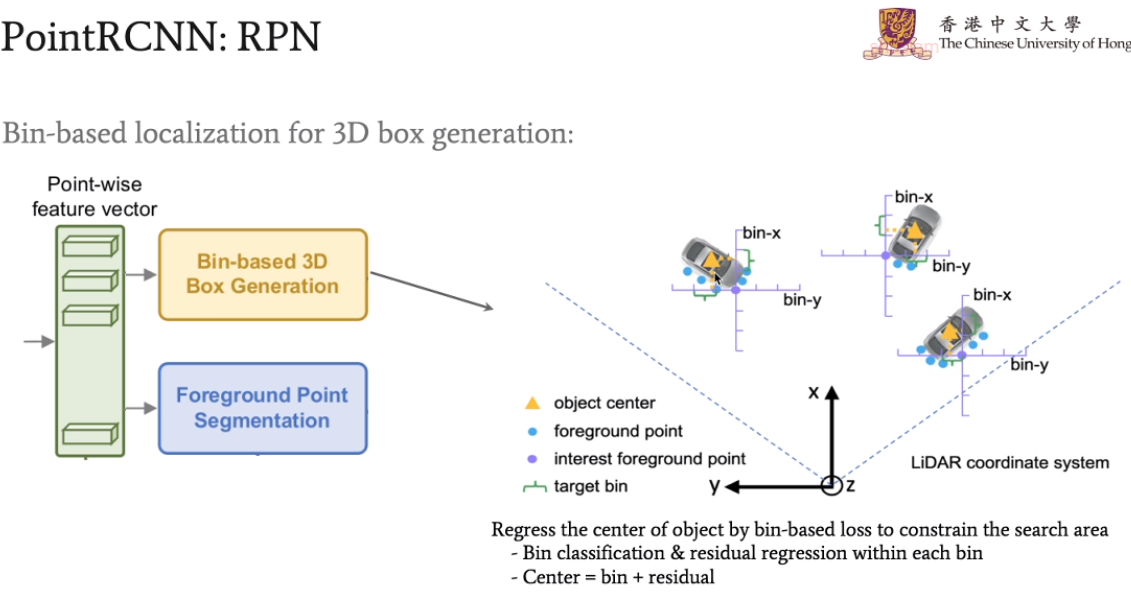 PointRCNN: RPN
香港中文大學
The Chinese University of Hong
Bin-based localization for 3D box generation:
Point-wise
feature vector
Bin-based 3D
Box Generation
Foreground Point
Segmentation
bin-x
bin-y
bin-x
bin-y
bin-x
bin-y
object center
foreground point
interest foreground point
target bin
x
y
z
LiDAR coordinate system
Regress the center of object by bin-based loss to constrain the search area
- Bin classification & residual regression within each bin
- Center = bin + residual